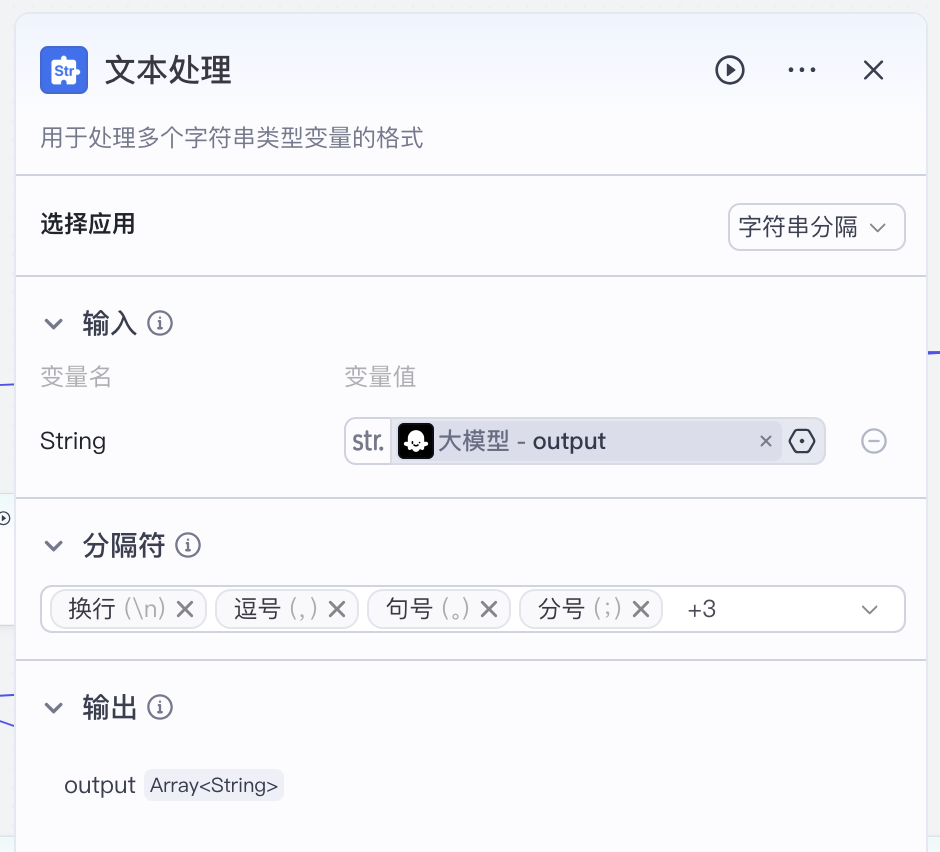 Str 文本处理
用于处理多个字符串类型变量的格式
选择应用 字符串分隔
输入
变量名 变量值
String str. 大模型 - output
分隔符
换行 (\n) 逗号 (,) 句号 (。) 分号 (;) +3
输出
output Array<String>